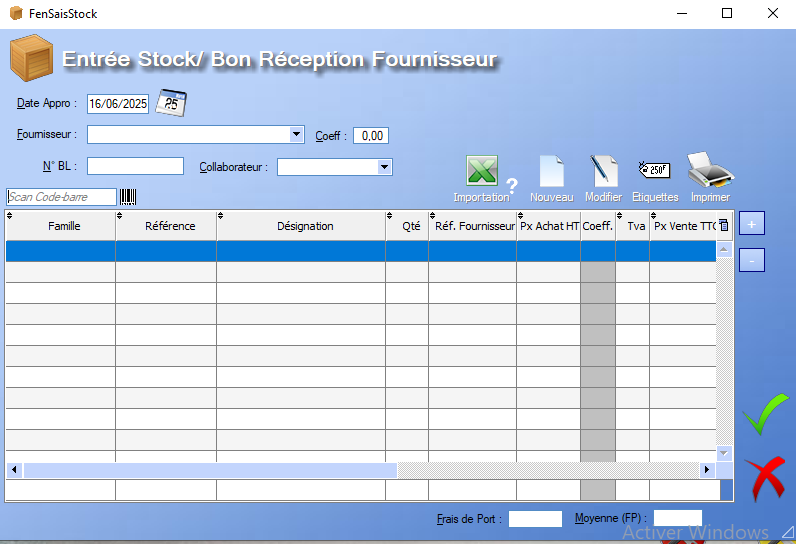 FenSaisStock
Entrée Stock/ Bon Réception Fournisseur
Date Appro : 16/06/2025 25
Fournisseur : Coeff : 0,00
N° BL : Collaborateur :
250F
Importation ? Nouveau Modifier Etiquettes Imprimer
Scan Code-barre
Famille Référence Désignation Qté Réf. Fournisseur Px Achat HT Coeff. Tva Px Vente TTC
+
-
Frais de Port : Moyenne (FP) :
Activer Windows